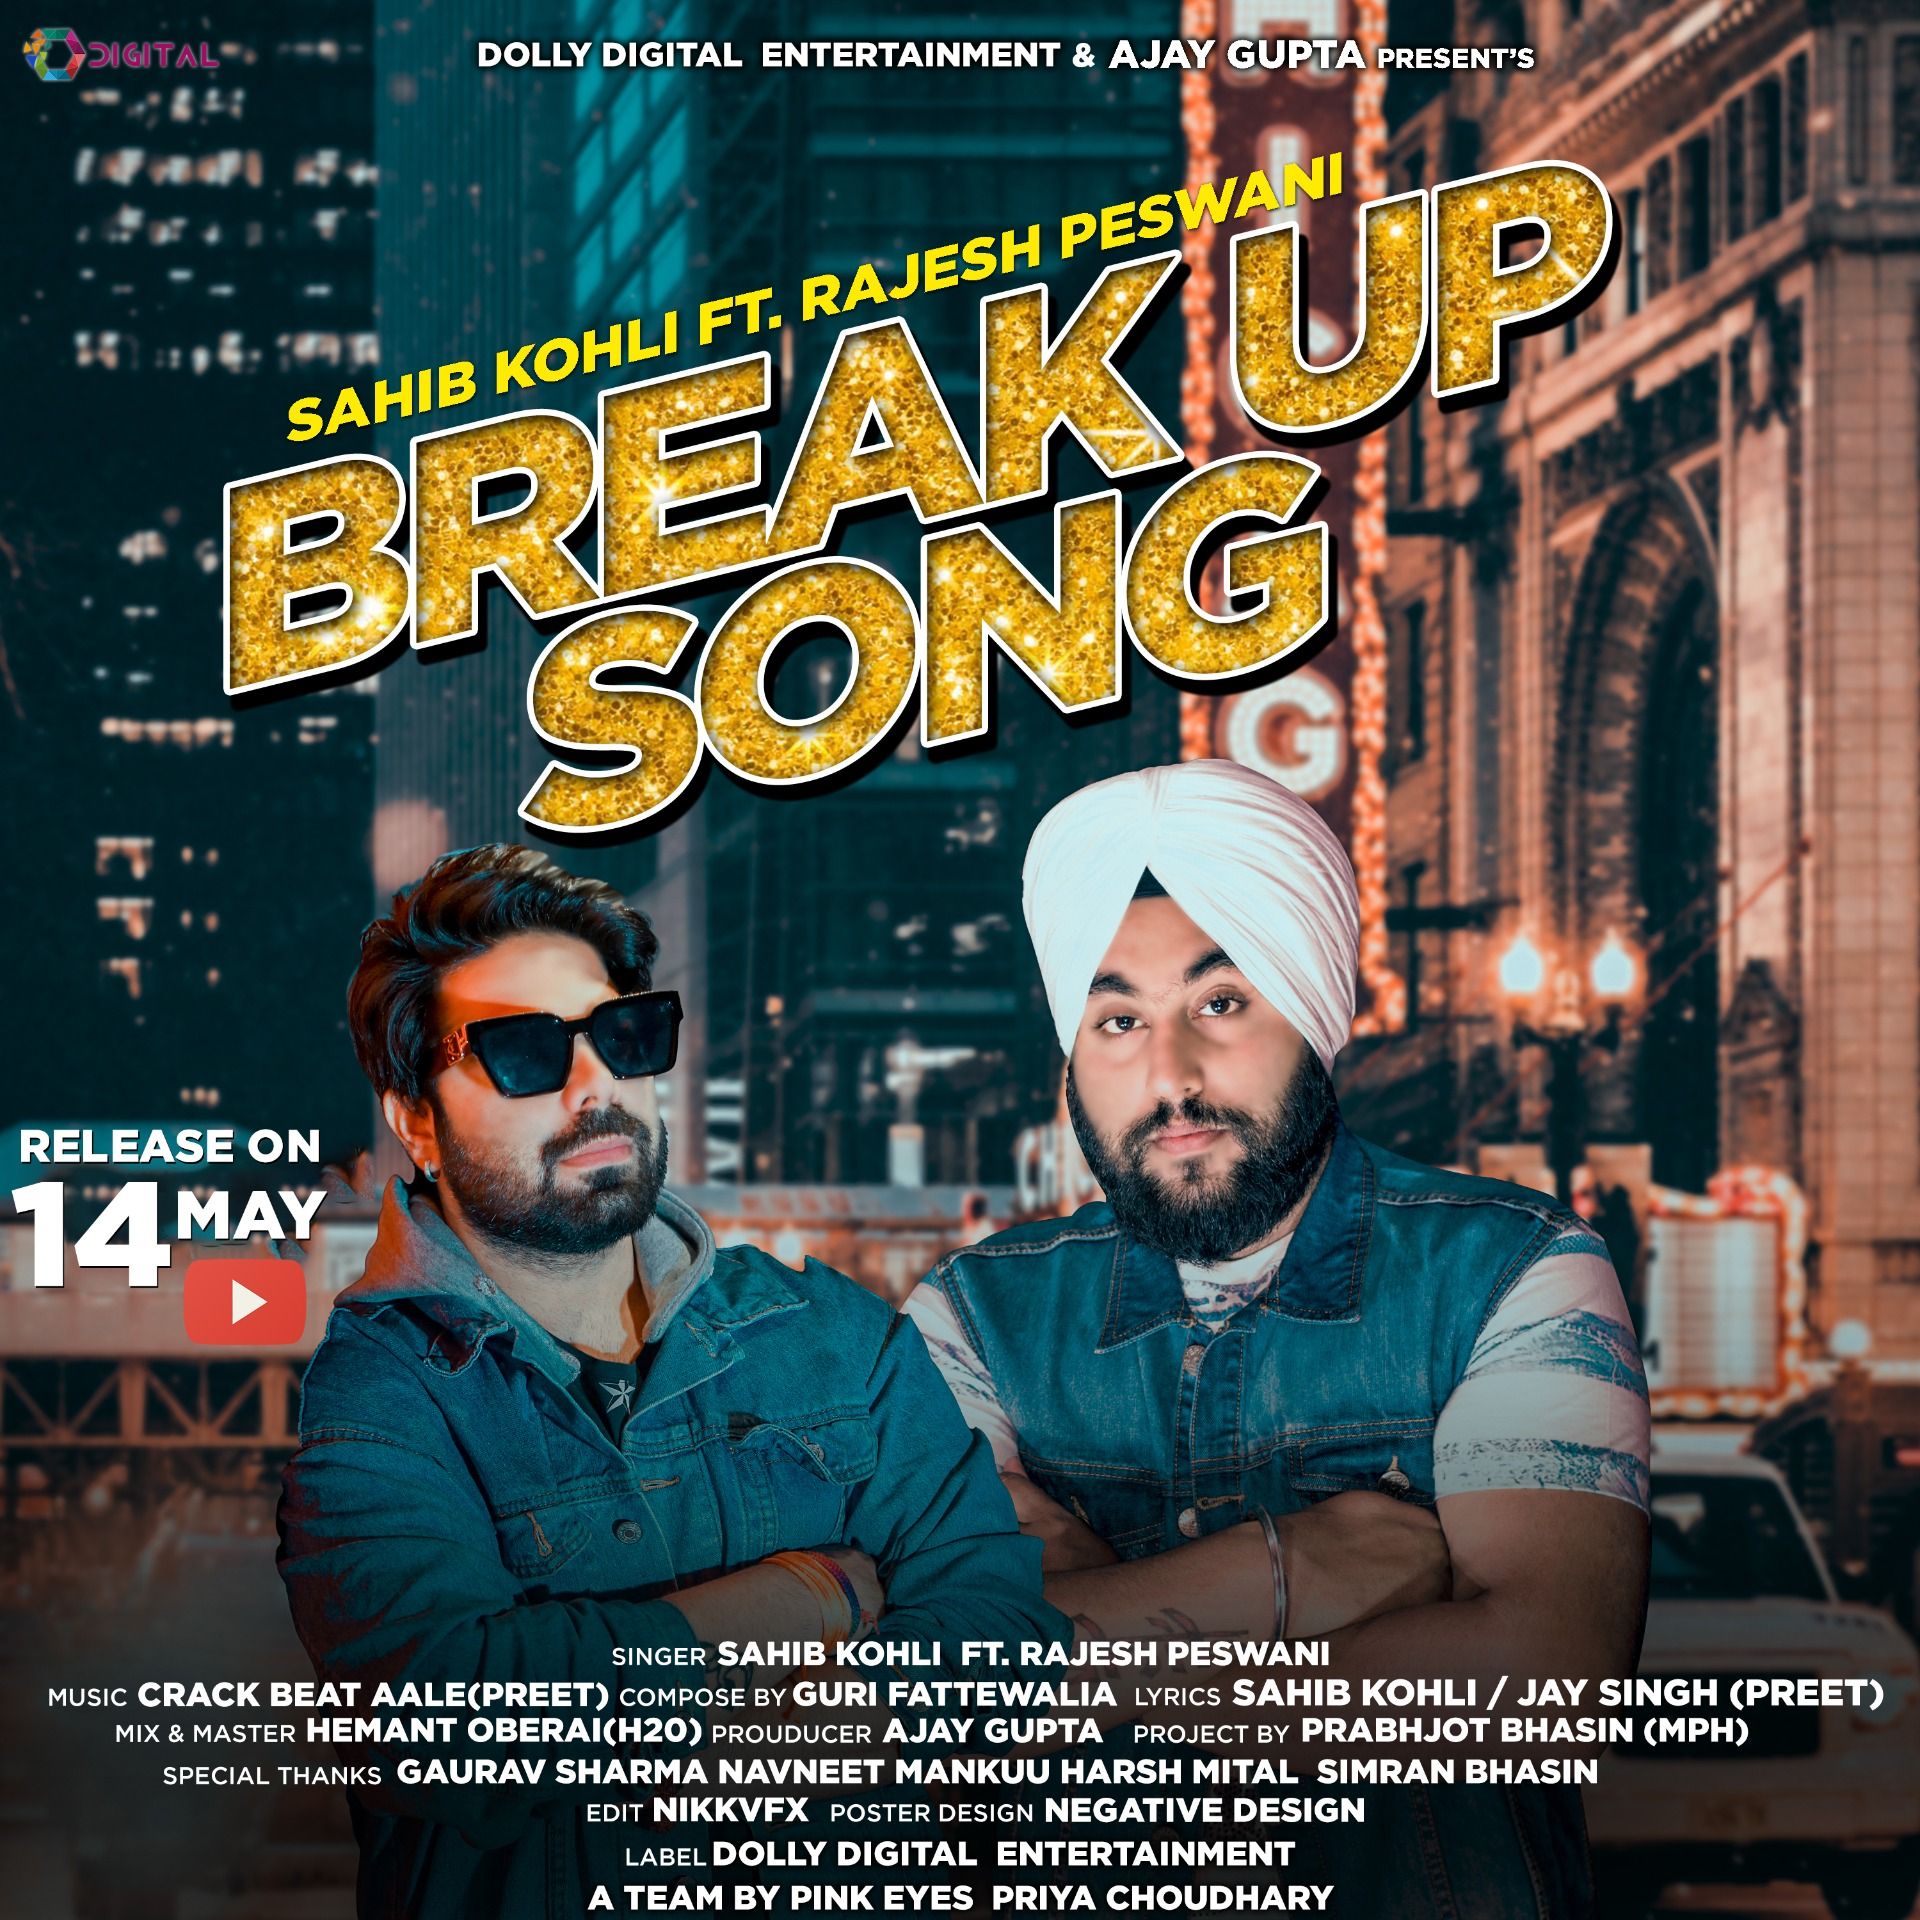 DIGITAL
DOLLY DIGITAL ENTERTAINMENT & AJAY GUPTA PRESENT'S
SAHIB KOHLI FT. RAJESH PESWANI
BREAK UP
SONG
RELEASE ON
14 MAY
SINGER SAHIB KOHLI FT. RAJESH PESWANI
MUSIC CRACK BEAT AALE(PREET) COMPOSE BY GURI FATTEWALIA LYRICS SAHIB KOHLI / JAY SINGH (PREET)
MIX & MASTER HEMANT OBERAI(H20) PROUDUCER AJAY GUPTA PROJECT BY PRABHJOT BHASIN (MPH)
SPECIAL THANKS GAURAV SHARMA NAVNEET MANKUU HARSH MITAL SIMRAN BHASIN
EDIT NIKKVFX POSTER DESIGN NEGATIVE DESIGN
LABEL DOLLY DIGITAL ENTERTAINMENT
A TEAM BY PINK EYES PRIYA CHOUDHARY